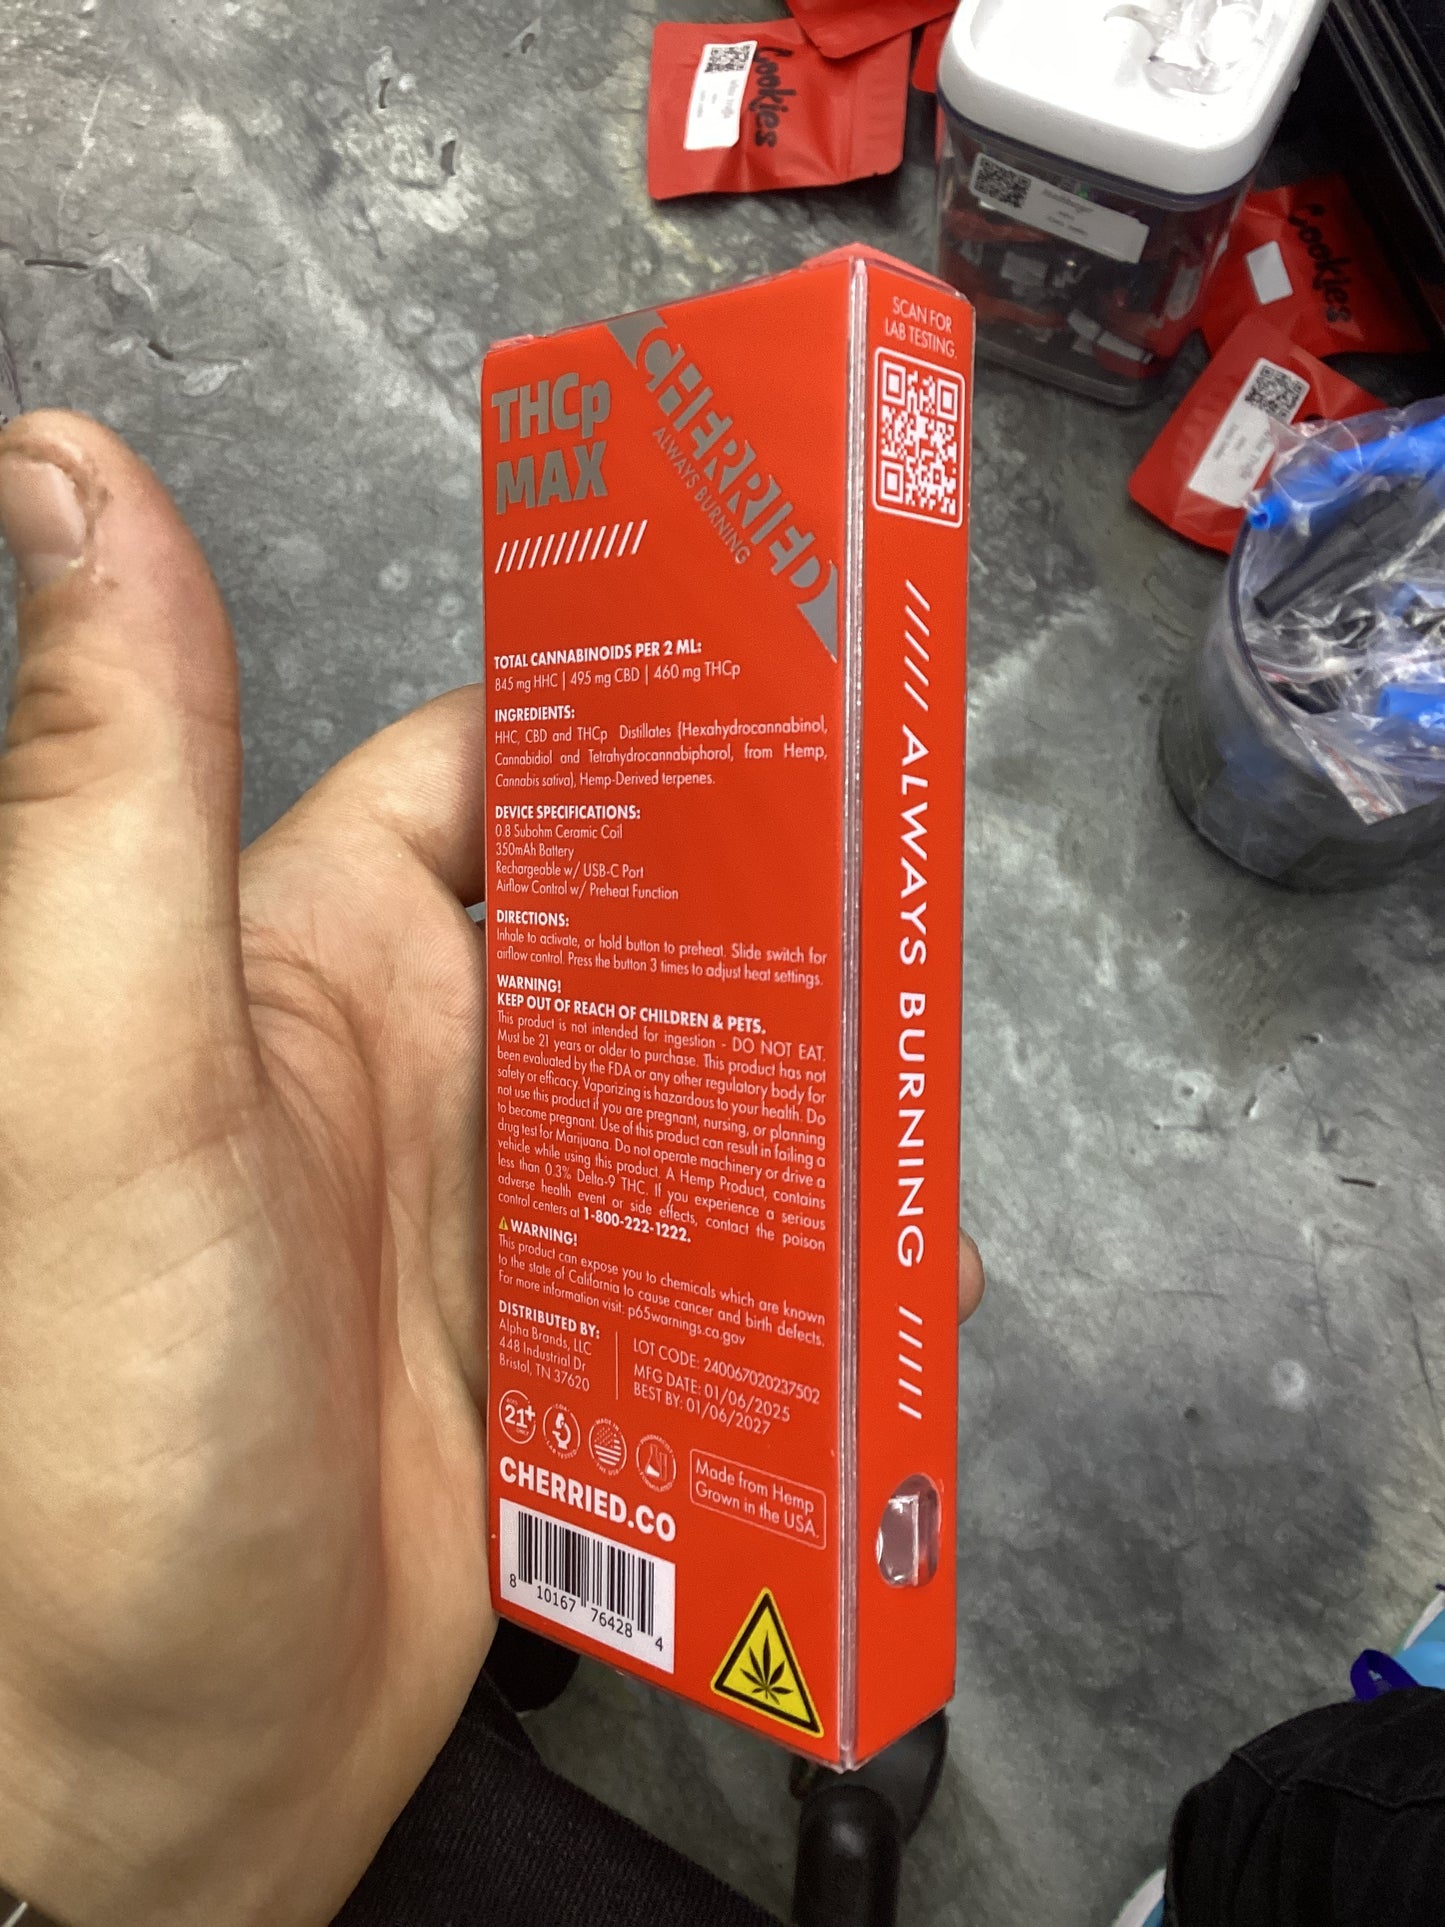 Cookies
Cookies
SCAN FOR
LAB TESTING.
CHERRIED
ALWAYS BURNING
THCp
MAX
////////////
TOTAL CANNABINOIDS PER 2 ML:
845 mg HHC | 495 mg CBD | 460 mg THCp
INGREDIENTS:
HHC, CBD and THCp Distillates (Hexahydrocannabinol,
Cannabidiol and Tetrahydrocannabiphorol, from Hemp,
Cannabis sativa), Hemp-Derived terpenes.
DEVICE SPECIFICATIONS:
0.8 Subohm Ceramic Coil
350mAh Battery
Rechargeable w/ USB-C Port
Airflow Control w/ Preheat Function
DIRECTIONS:
Inhale to activate, or hold button to preheat. Slide switch for
airflow control. Press the button 3 times to adjust heat settings.
WARNING!
KEEP OUT OF REACH OF CHILDREN & PETS.
This product is not intended for ingestion - DO NOT EAT.
Must be 21 years or older to purchase. This product has not
been evaluated by the FDA or any other regulatory body for
safety or efficacy. Vaporizing is hazardous to your health. Do
not use this product if you are pregnant, nursing, or planning
to become pregnant. Use of this product can result in failing a
drug test for Marijuana. Do not operate machinery or drive a
vehicle while using this product. A Hemp Product, contains
less than 0.3% Delta-9 THC. If you experience a serious
adverse health event or side effects, contact the poison
control centers at 1-800-222-1222.
WARNING!
This product can expose you to chemicals which are known
to the state of California to cause cancer and birth defects.
For more information visit: p65warnings.ca.gov
DISTRIBUTED BY:
Alpha Brands, LLC
448 Industrial Dr
Bristol, TN 37620
LOT CODE: 240067020237502
MFG DATE: 01/06/2025
BEST BY: 01/06/2027
21+
MADE IN
THE USA
LAB TESTED
Made from Hemp
Grown in the USA.
CHERRIED.CO
8 10167 76428 4
///// ALWAYS BURNING /////